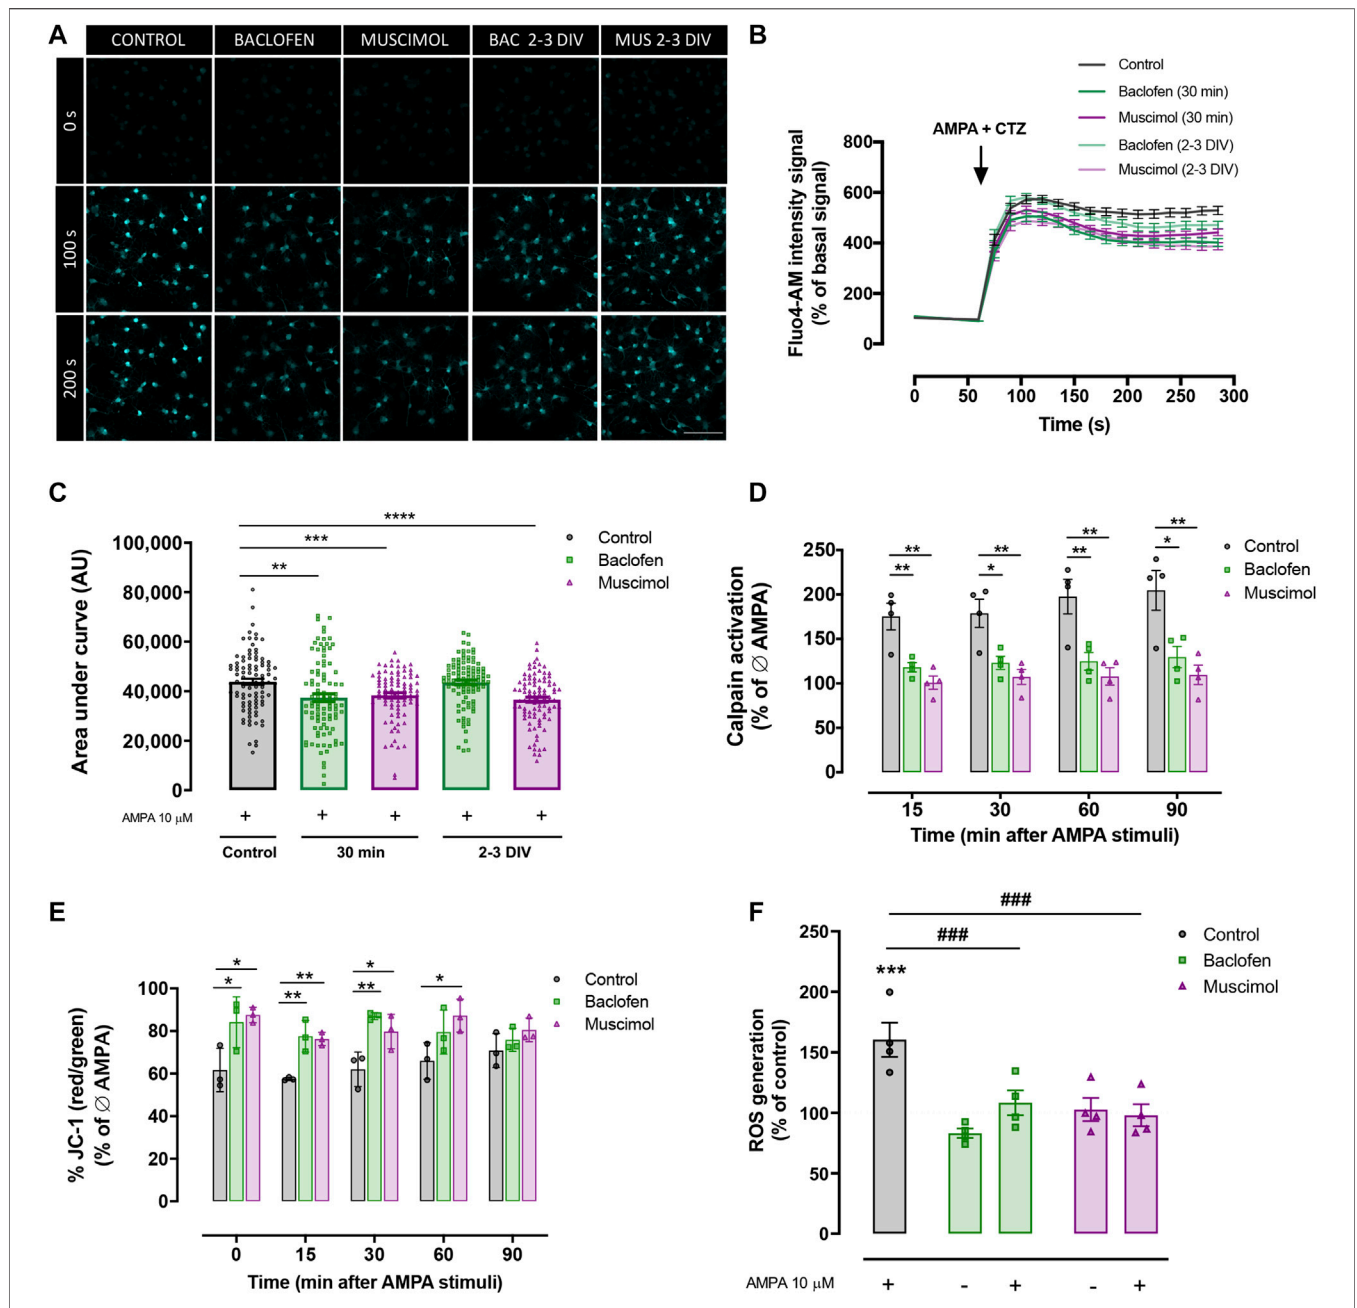 A
CONTROL BACLOFEN MUSCIMOL BAC 2-3 DIV MUS 2-3 DIV
0 s
100 s
200 s
B
Control
Baclofen (30 min)
Muscimol (30 min)
Baclofen (2-3 DIV)
Muscimol (2-3 DIV)
AMPA + CTZ
Fluo4-AM intensity signal
(% of basal signal)
800
600
400
200
0
0 50 100 150 200 250 300
Time (s)
C
****
***
**
Control
Baclofen
Muscimol
Area under curve (AU)
100,000
80,000
60,000
40,000
20,000
0
AMPA 10 μM + + + + +
Control 30 min 2-3 DIV
D
** ** ** *
** * ** **
Control
Baclofen
Muscimol
Calpain activation
(% of ∅ AMPA)
250
200
150
100
50
0
15 30 60 90
Time (min after AMPA stimuli)
E
* ** * *
* ** **
Control
Baclofen
Muscimol
% JC-1 (red/green)
(% of ∅ AMPA)
100
80
60
40
20
0
0 15 30 60 90
Time (min after AMPA stimuli)
F
###
###
***
Control
Baclofen
Muscimol
ROS generation
(% of control)
250
200
150
100
50
0
AMPA 10 μM + - + - +